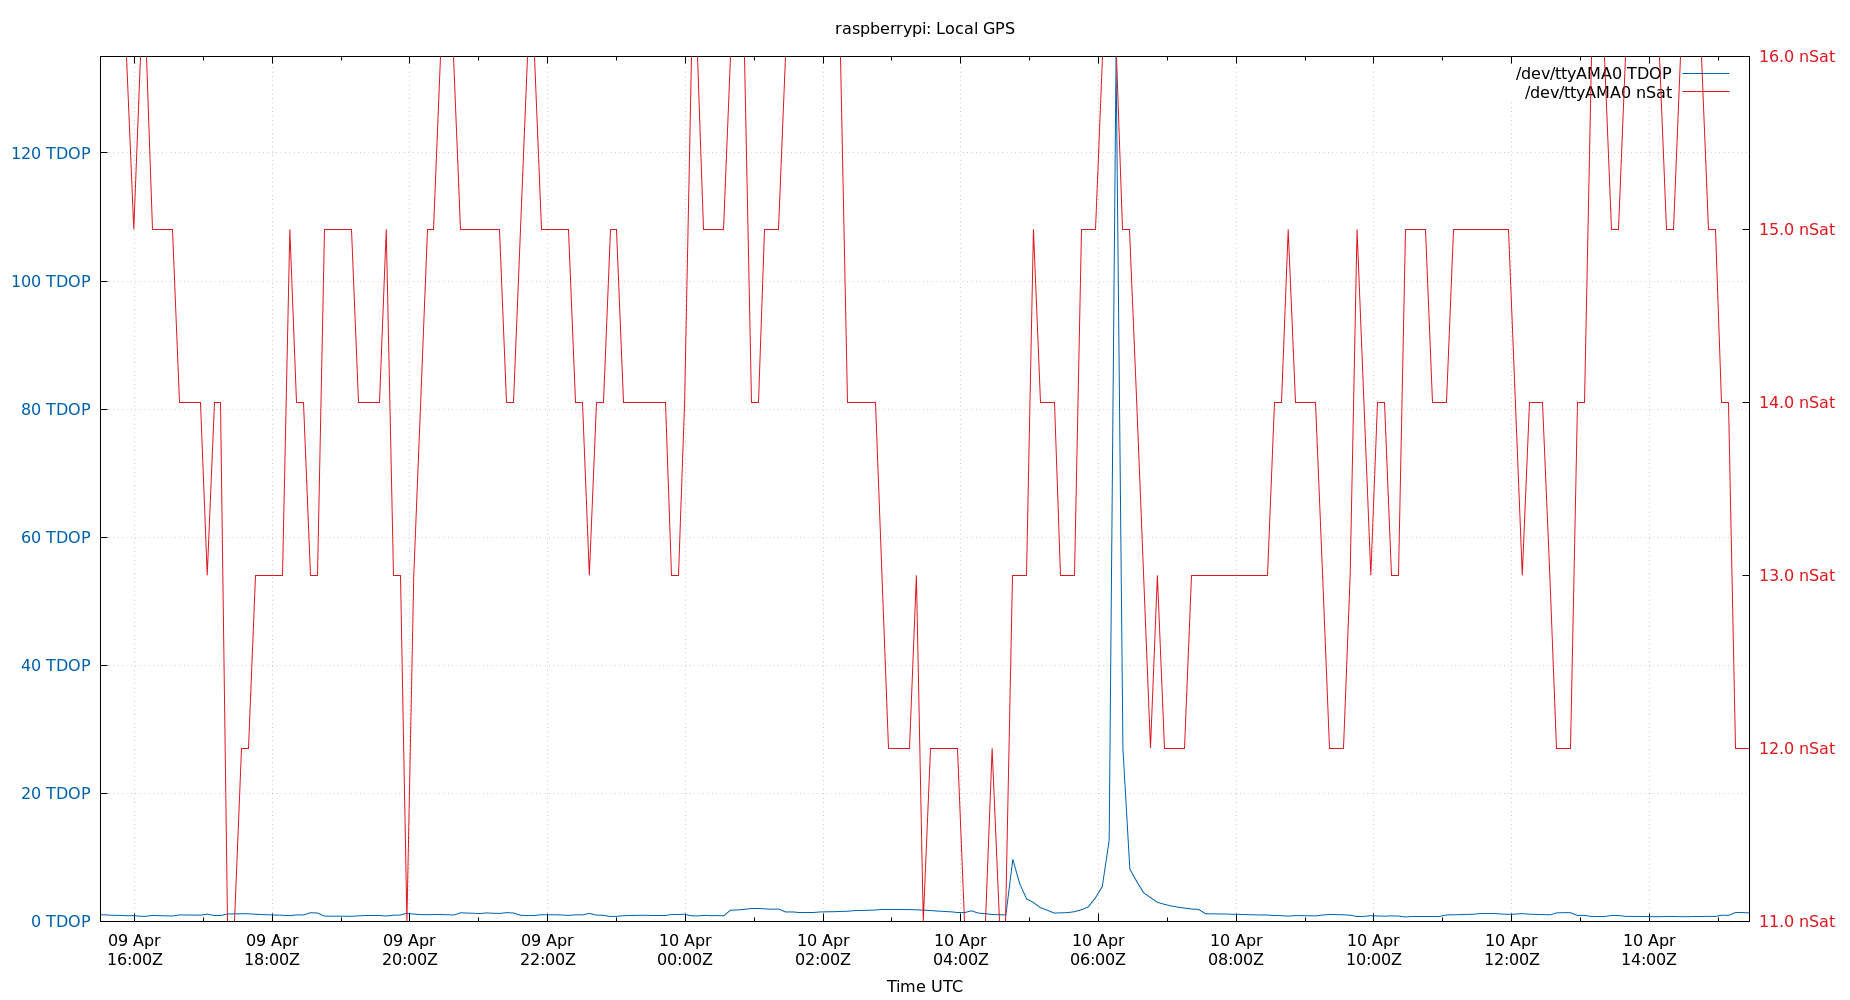 raspberrypi: Local GPS
16.0 nSat
/dev/ttyAMA0 TDOP
/dev/ttyAMA0 nSat
120 TDOP
15.0 nSat
100 TDOP
14.0 nSat
80 TDOP
60 TDOP
13.0 nSat
40 TDOP
12.0 nSat
20 TDOP
0 TDOP
11.0 nSat
09 Apr 09 Apr 09 Apr 09 Apr 10 Apr 10 Apr 10 Apr 10 Apr 10 Apr 10 Apr 10 Apr 10 Apr
16:00Z 18:00Z 20:00Z 22:00Z 00:00Z 02:00Z 04:00Z 06:00Z 08:00Z 10:00Z 12:00Z 14:00Z
Time UTC